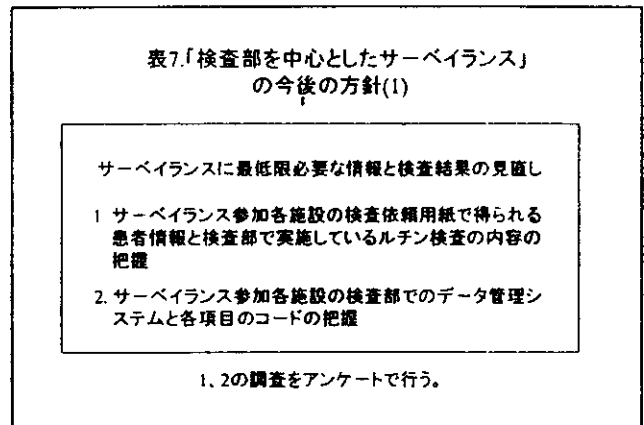 表7.「検査部を中心としたサーベイランス」
の今後の方針(1)
サーベイランスに最低限必要な情報と検査結果の見直し
1 サーベイランス参加各施設の検査依頼用紙で得られる
患者情報と検査部で実施しているルチン検査の内容の
把握
2. サーベイランス参加各施設の検査部でのデータ管理シ
ステムと各項目のコードの把握
1、2の調査をアンケートで行う。